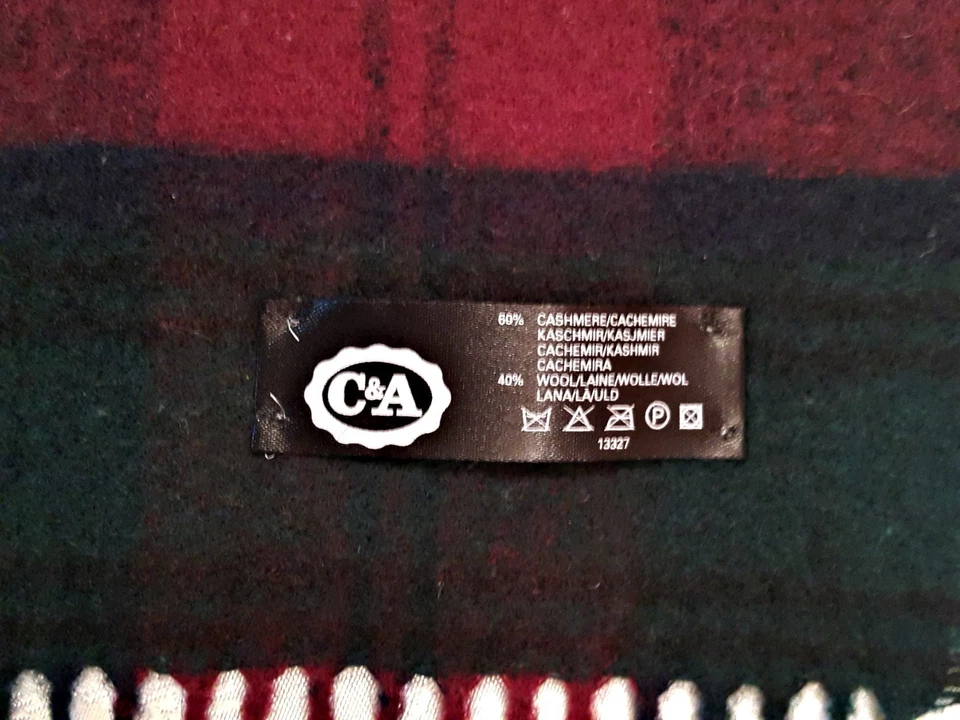 C&A
60% CASHMERE/CACHEMIRE
KASCHMIR/KASJMIER
CACHEMIR/KASHMIR
CACHEMIRA
40% WOOL/LAINE/WOLLE/WOL
LANA/LÃ/ULD
P
13327